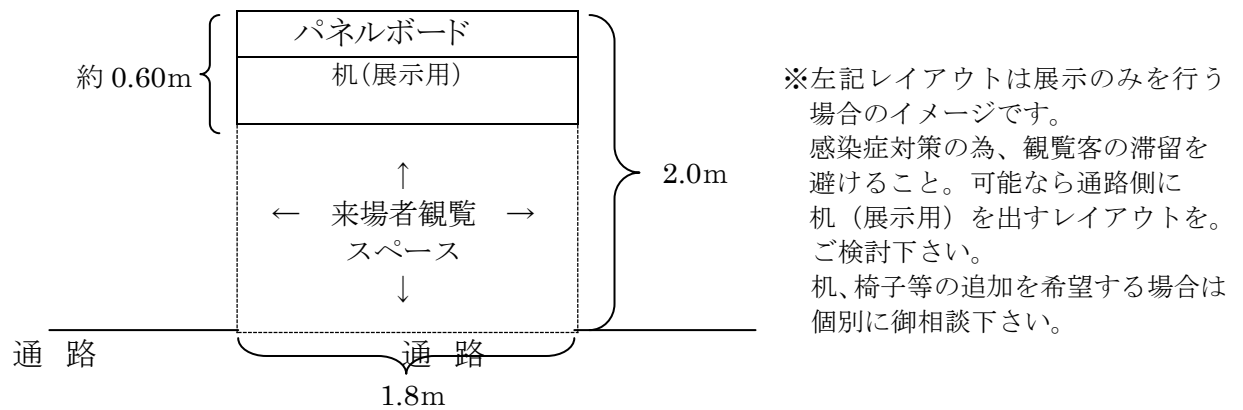 パネルボード
机(展示用)
約 0.60m
2.0m
↑
← 来場者観覧 →
スペース
↓
通 路
通 路
1.8m
※左記レイアウトは展示のみを行う
場合のイメージです。
感染症対策の為、観覧客の滞留を
避けること。可能なら通路側に
机（展示用）を出すレイアウトを。
ご検討下さい。
机、椅子等の追加を希望する場合は
個別に御相談下さい。